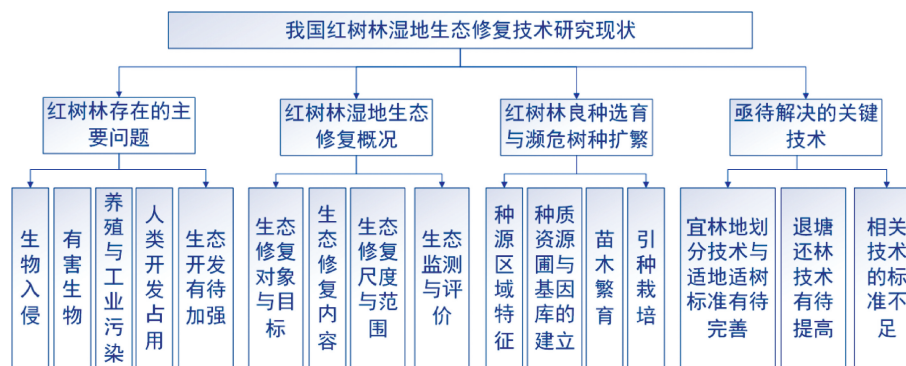 我国红树林湿地生态修复技术研究现状
红树林存在的主
要问题
红树林湿地生态
修复概况
红树林良种选育
与濒危树种扩繁
亟待解决的关键
技术
生物入侵
有害生物
养殖与工业污染
人类开发占用
生态开发有待加强
生态修复对象与目标
生态修复内容
生态修复尺度与范围
生态监测与评价
种源区域特征
种质资源圃与基因库的建立
苗木繁育
引种栽培
宜林地划
分技术与
适地适树
标准有待
完善
退塘
还林
技术
有待
提高
相关
技术
的标
准不
足